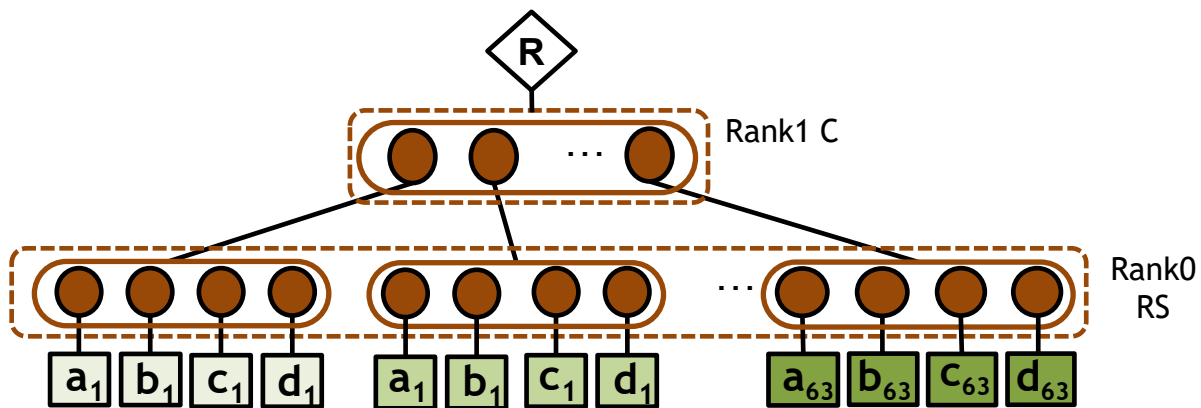 R
Rank1 C
...
...
Rank0
RS
a₁ b₁ c₁ d₁ a₁ b₁ c₁ d₁ a₆₃ b₆₃ c₆₃ d₆₃